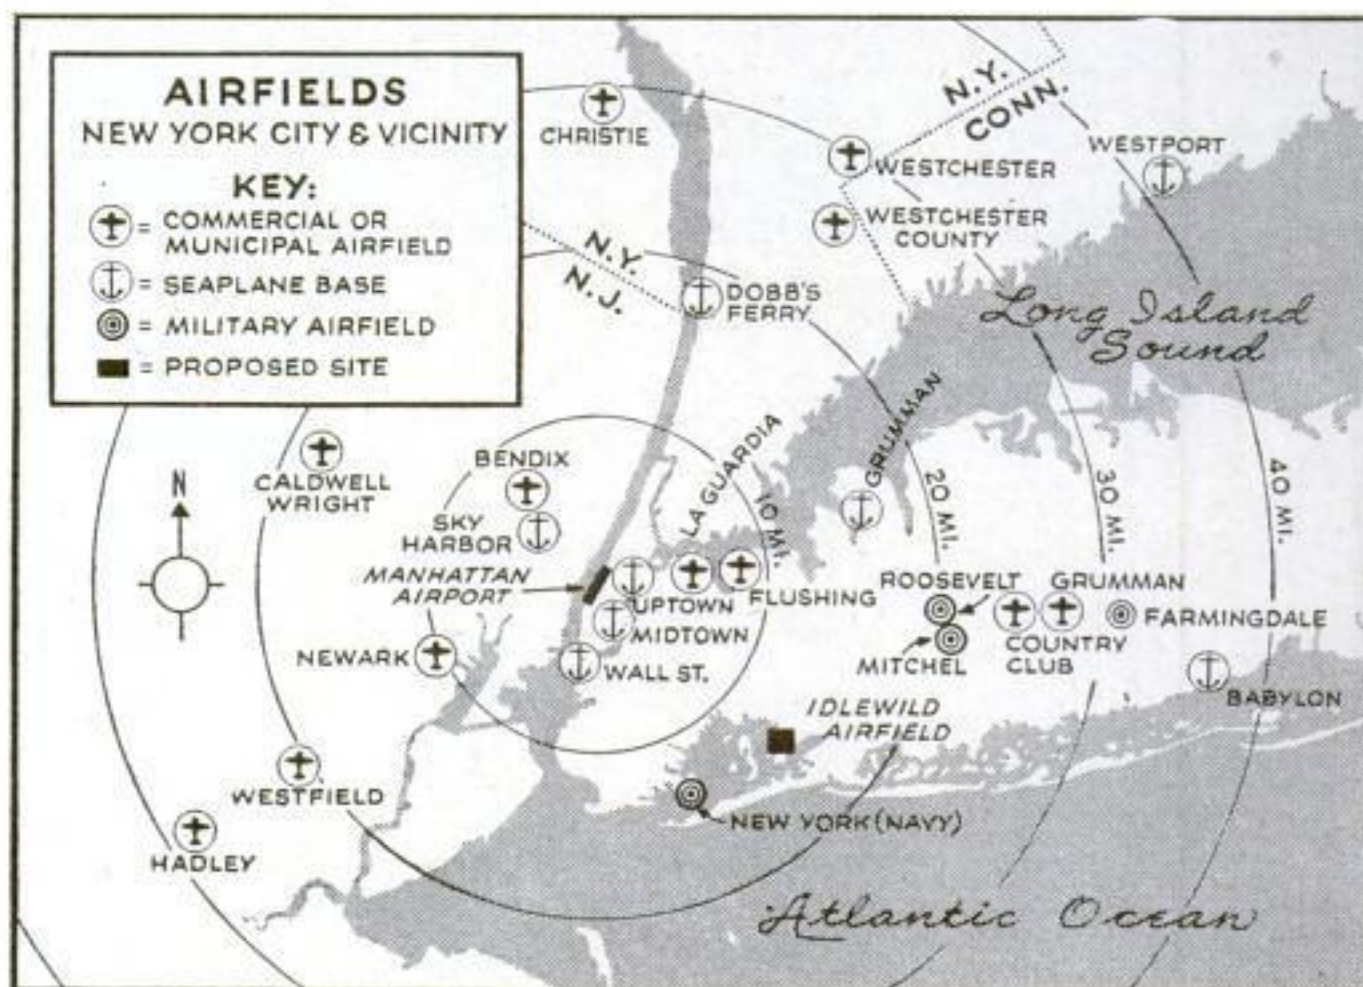 AIRFIELDS
NEW YORK CITY & VICINITY
KEY:
= COMMERCIAL OR
MUNICIPAL AIRFIELD
= SEAPLANE BASE
= MILITARY AIRFIELD
= PROPOSED SITE
CHRISTIE
N.Y.
CONN.
WESTPORT
WESTCHESTER
WESTCHESTER
COUNTY
N.Y.
N.J.
DOBB'S
FERRY
Long Island
Sound
CALDWELL
WRIGHT
N
BENDIX
SKY
HARBOR
LA GUARDIA
10 MI.
GRUMMAN
20 MI.
30 MI.
40 MI.
MANHATTAN
AIRPORT
UPTOWN
FLUSHING
MIDTOWN
WALL ST.
NEWARK
ROOSEVELT
GRUMMAN
FARMINGDALE
MITCHEL
COUNTRY
CLUB
BABYLON
IDLEWILD
AIRFIELD
WESTFIELD
NEW YORK (NAVY)
HADLEY
Atlantic Ocean